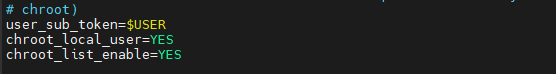 # chroot)
user_sub_token=$USER
chroot_local_user=YES
chroot_list_enable=YES